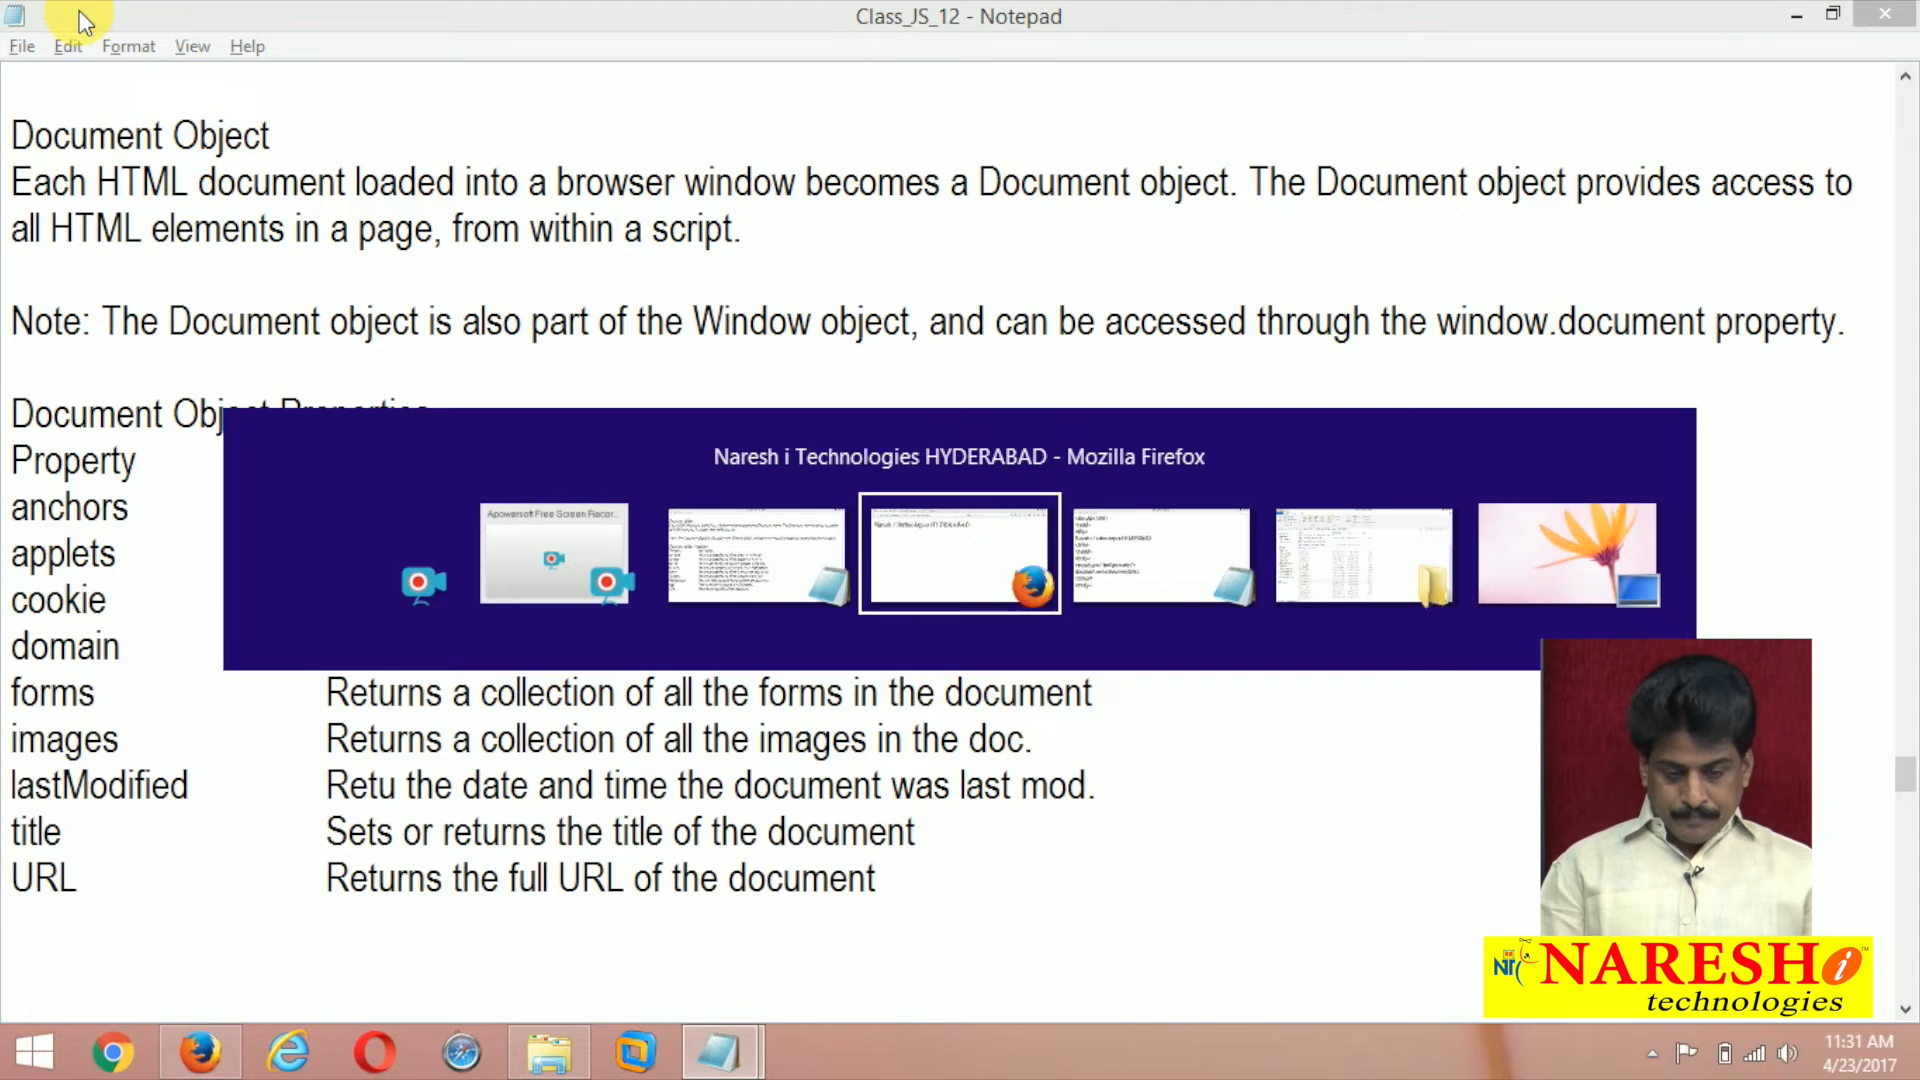 Class_JS_12 - Notepad
File Edit Format View Help
Document Object
Each HTML document loaded into a browser window becomes a Document object. The Document object provides access to
all HTML elements in a page, from within a script.
Note: The Document object is also part of the Window object, and can be accessed through the window.document property.
Document Object Properties
Naresh i Technologies HYDERABAD - Mozilla Firefox
Apowersoft Free Screen Recor...
Property
anchors
applets
cookie
domain
forms Returns a collection of all the forms in the document
images Returns a collection of all the images in the doc.
lastModified Retu the date and time the document was last mod.
title Sets or returns the title of the document
URL Returns the full URL of the document
NARESH i
technologies
11:31 AM
4/23/2017